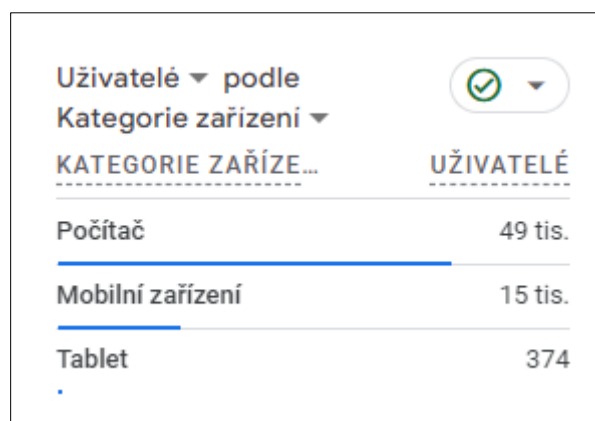 Uživatelé podle
Kategorie zařízení
KATEGORIE ZAŘÍZE… UŽIVATELÉ
Počítač 49 tis.
Mobilní zařízení 15 tis.
Tablet 374